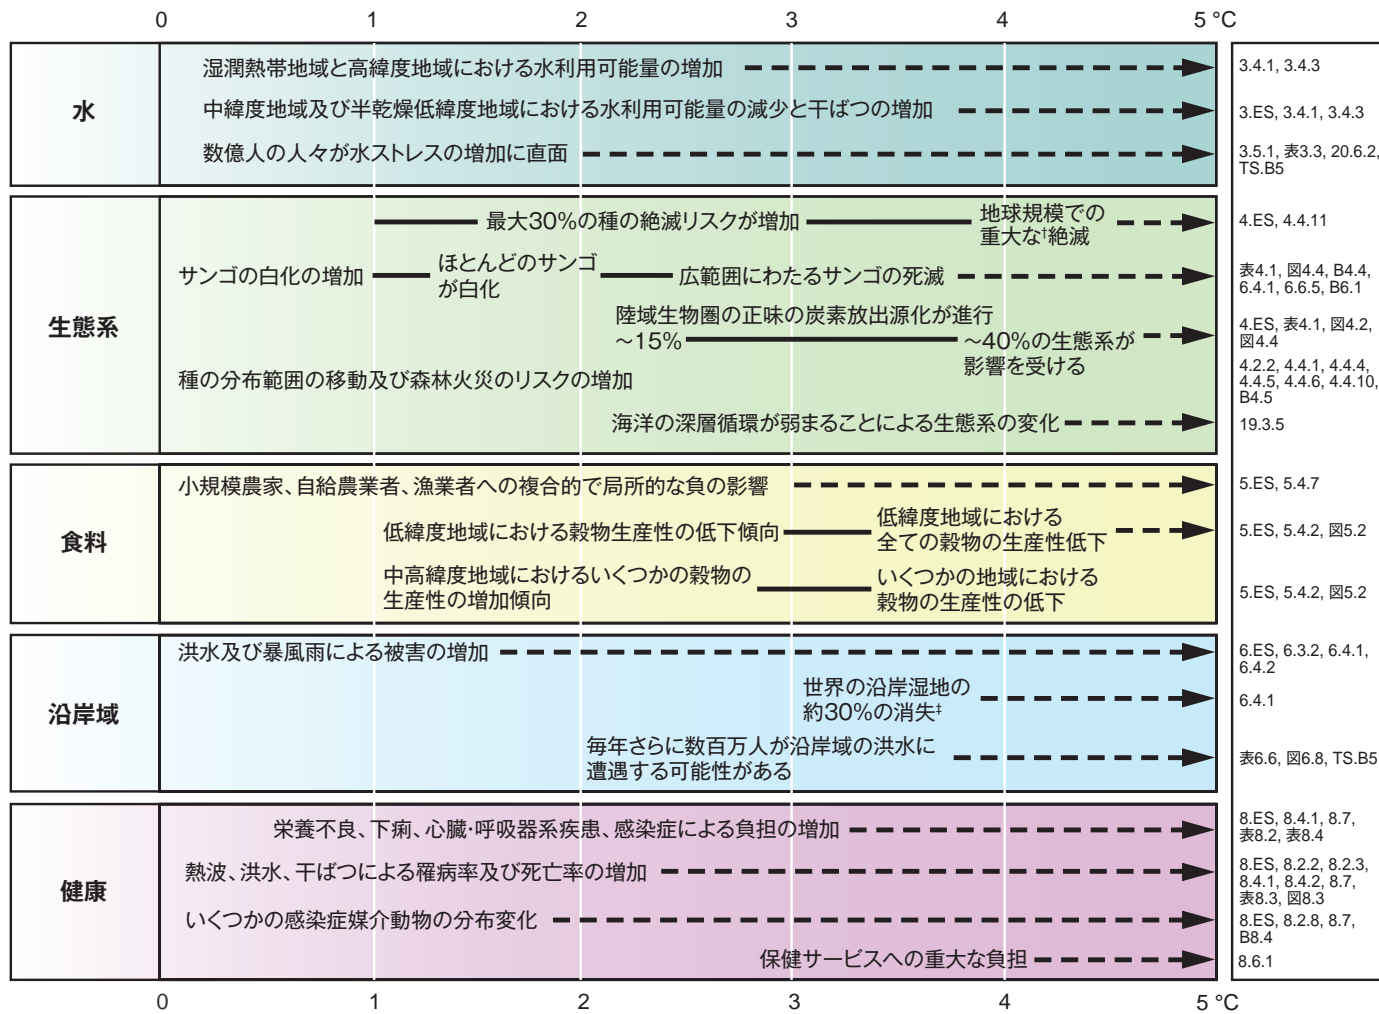 0 1 2 3 4 5 °C
水
湿潤熱帯地域と高緯度地域における水利用可能量の増加
3.4.1, 3.4.3
中緯度地域及び半乾燥低緯度地域における水利用可能量の減少と干ばつの増加
3.ES, 3.4.1, 3.4.3
数億人の人々が水ストレスの増加に直面
3.5.1, 表3.3, 20.6.2,
TS.B5
生態系
最大30%の種の絶滅リスクが増加
地球規模での
重大な†絶滅
4.ES, 4.4.11
サンゴの白化の増加
ほとんどのサンゴ
が白化
広範囲にわたるサンゴの死滅
表4.1, 図4.4, B4.4,
6.4.1, 6.6.5, B6.1
陸域生物圏の正味の炭素放出源化が進行
～15%
～40%の生態系が
影響を受ける
4.ES, 表4.1, 図4.2,
図4.4
種の分布範囲の移動及び森林火災のリスクの増加
4.2.2, 4.4.1, 4.4.4,
4.4.5, 4.4.6, 4.4.10,
B4.5
海洋の深層循環が弱まることによる生態系の変化
19.3.5
食料
小規模農家、自給農業者、漁業者への複合的で局所的な負の影響
5.ES, 5.4.7
低緯度地域における穀物生産性の低下傾向
低緯度地域における
全ての穀物の生産性低下
5.ES, 5.4.2, 図5.2
中高緯度地域におけるいくつかの穀物の
生産性の増加傾向
いくつかの地域における
穀物の生産性の低下
5.ES, 5.4.2, 図5.2
沿岸域
洪水及び暴風雨による被害の増加
6.ES, 6.3.2, 6.4.1,
6.4.2
世界の沿岸湿地の
約30%の消失‡
6.4.1
毎年さらに数百万人が沿岸域の洪水に
遭遇する可能性がある
表6.6, 図6.8, TS.B5
健康
栄養不良、下痢、心臓・呼吸器系疾患、感染症による負担の増加
8.ES, 8.4.1, 8.7,
表8.2, 表8.4
熱波、洪水、干ばつによる罹病率及び死亡率の増加
8.ES, 8.2.2, 8.2.3,
8.4.1, 8.4.2, 8.7,
表8.3, 図8.3
いくつかの感染症媒介動物の分布変化
8.ES, 8.2.8, 8.7,
B8.4
保健サービスへの重大な負担
8.6.1
0 1 2 3 4 5 °C